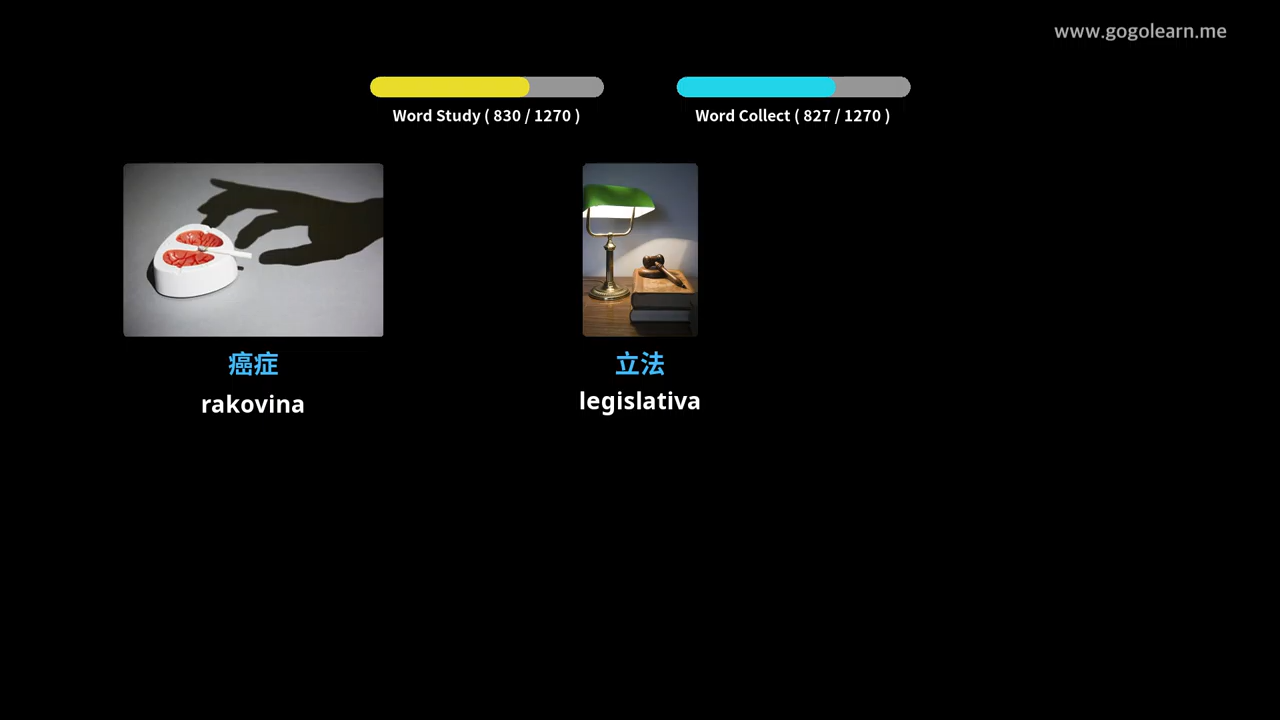 www.gogolearn.me
Word Study ( 830 / 1270 )
Word Collect ( 827 / 1270 )
癌症
rakovina
立法
legislativa